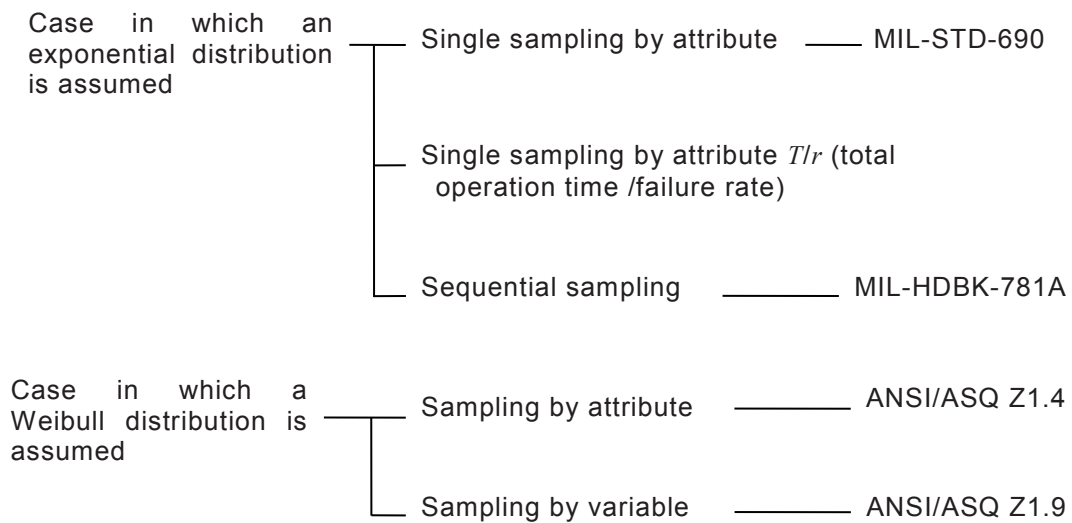 Case in which an
exponential distribution
is assumed
Single sampling by attribute
MIL-STD-690
Single sampling by attribute T/r (total
operation time /failure rate)
Sequential sampling
MIL-HDBK-781A
Case in which a
Weibull distribution is
assumed
Sampling by attribute
ANSI/ASQ Z1.4
Sampling by variable
ANSI/ASQ Z1.9